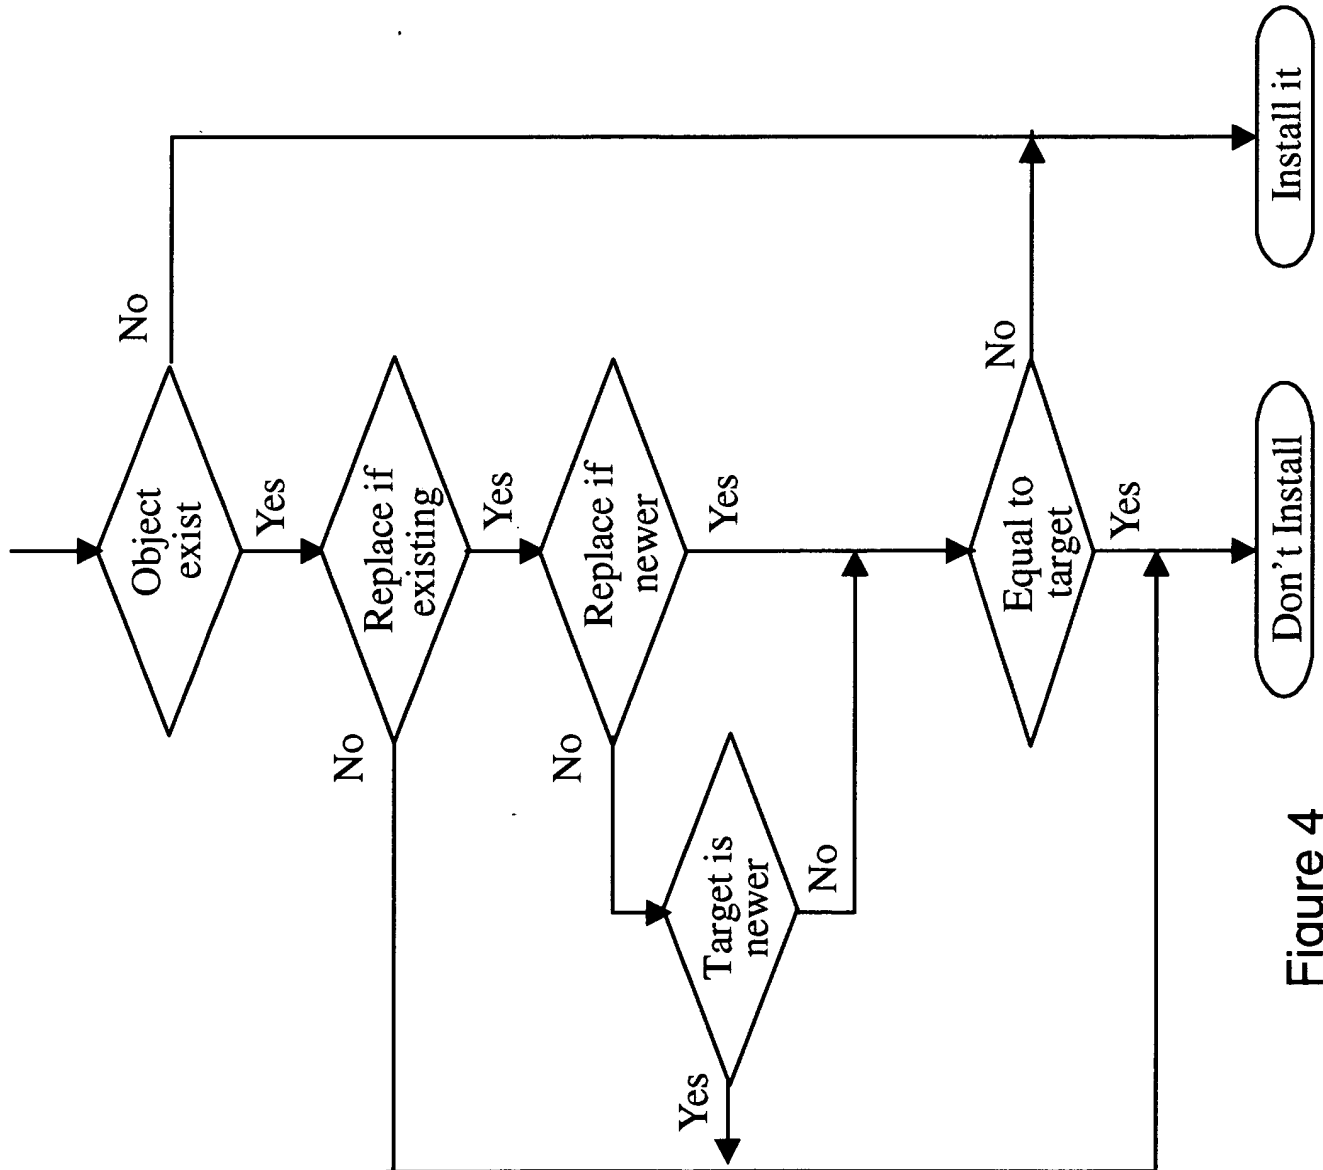 Object
exist
No
Yes
Replace if
existing
No
Yes
Replace if
newer
No
Yes
Target is
newer
Yes
No
Equal to
target
No
Yes
Don't Install
Install it
Figure 4